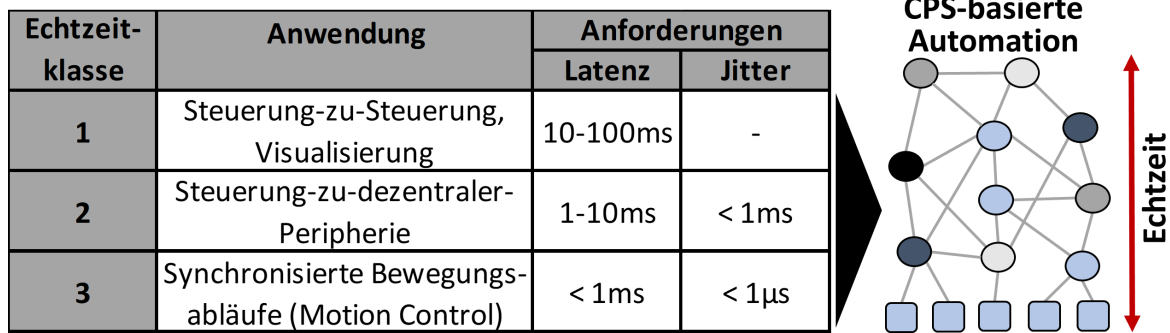 Echtzeit-
klasse
Anwendung
Anforderungen
Latenz
Jitter
1
Steuerung-zu-Steuerung,
Visualisierung
10-100ms
-
2
Steuerung-zu-dezentraler-
Peripherie
1-10ms
< 1ms
3
Synchronisierte Bewegungs-
abläufe (Motion Control)
< 1ms
< 1µs
CPS-basierte
Automation
Echtzeit